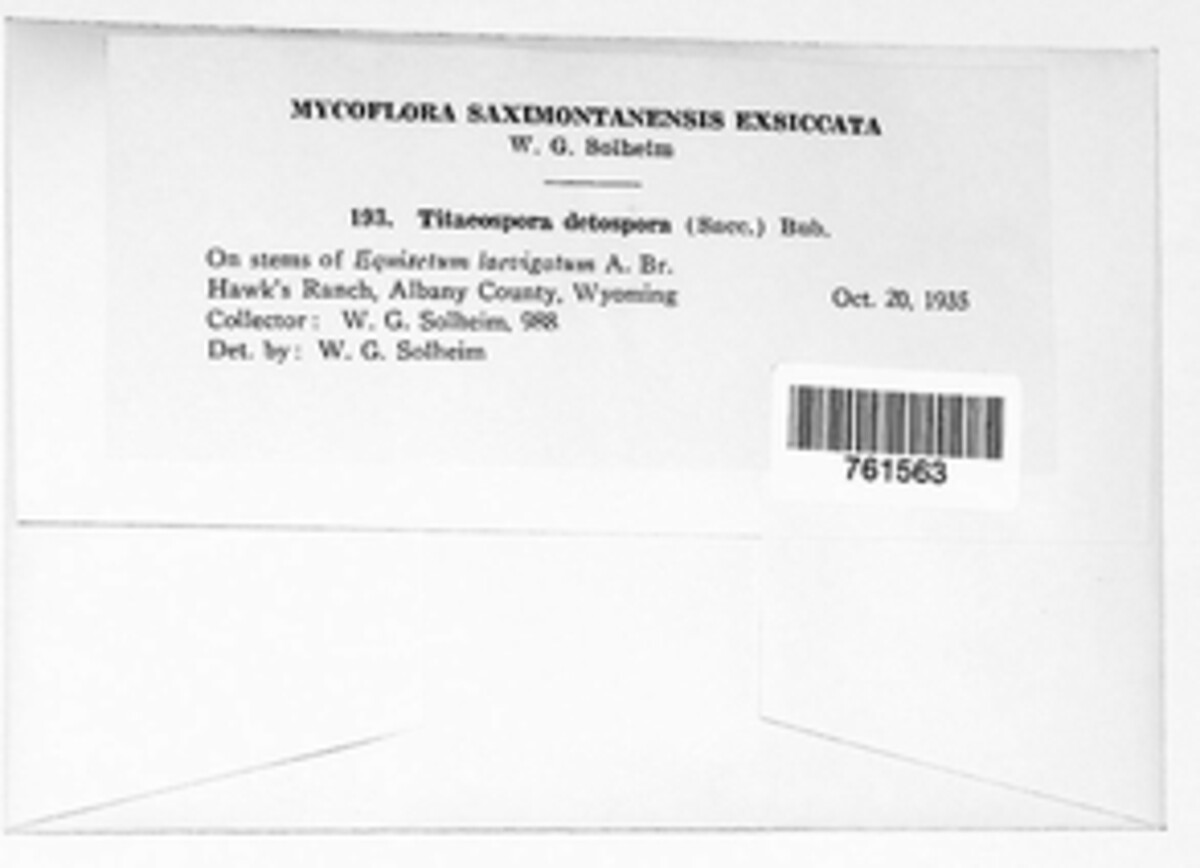 MYCOFLORA SAXIMONTANENSIS EXSICCATA
W. G. Solheim
193. Titaeospora detospora (Sacc.) Bub.
On stems of Equisetum laevigatum A. Br.
Hawk's Ranch, Albany County, Wyoming Oct. 20, 1935
Collector: W. G. Solheim, 988
Det. by: W. G. Solheim
761563